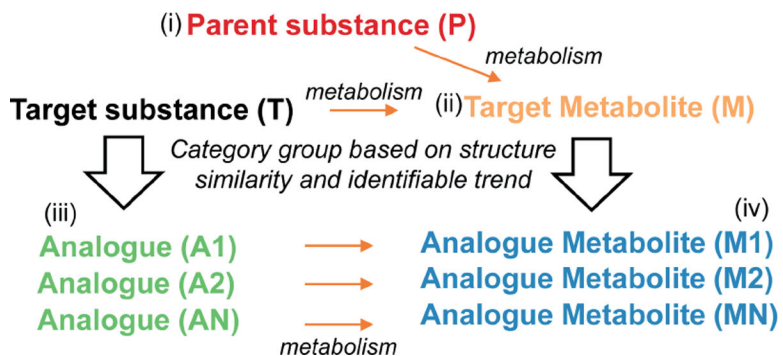 (i) Parent substance (P)
metabolism
Target substance (T) metabolism (ii) Target Metabolite (M)
Category group based on structure
similarity and identifiable trend
(iii) (iv)
Analogue (A1) Analogue Metabolite (M1)
Analogue (A2) Analogue Metabolite (M2)
Analogue (AN) Analogue Metabolite (MN)
metabolism